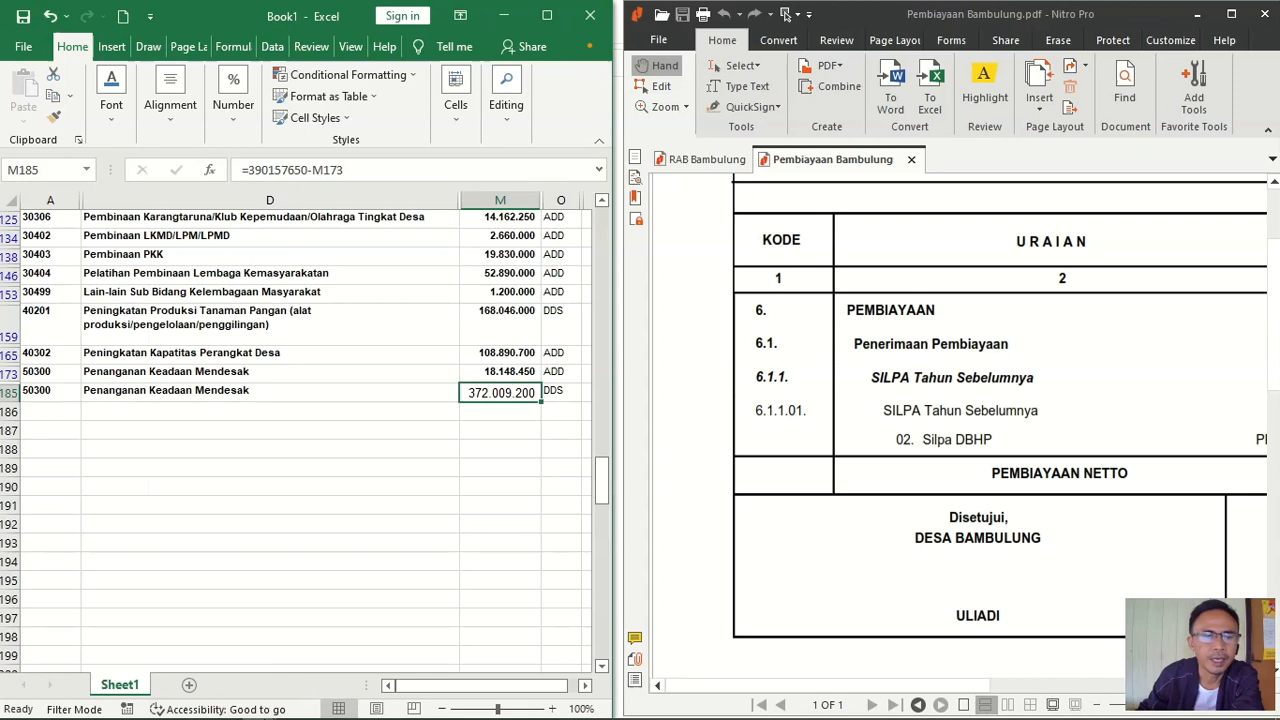 Book1 - Excel
Sign in
File Home Insert Draw Page La Formul Data Review View Help Tell me Share
Paste
Clipboard
Font
Alignment
Number
Conditional Formatting
Format as Table
Cell Styles
Styles
Cells
Editing
M185
=390157650-M173
A D M O
125 30306 Pembinaan Karangtaruna/Klub Kepemudaan/Olahraga Tingkat Desa 14.162.250 ADD
134 30402 Pembinaan LKMD/LPM/LPMD 2.660.000 ADD
138 30403 Pembinaan PKK 19.830.000 ADD
146 30404 Pelatihan Pembinaan Lembaga Kemasyarakatan 52.890.000 ADD
153 30499 Lain-lain Sub Bidang Kelembagaan Masyarakat 1.200.000 ADD
40201 Peningkatan Produksi Tanaman Pangan (alat 168.046.000 DDS
159 produksi/pengelolaan/penggilingan)
165 40302 Peningkatan Kapatitas Perangkat Desa 108.890.700 ADD
173 50300 Penanganan Keadaan Mendesak 18.148.450 ADD
185 50300 Penanganan Keadaan Mendesak 372.009.200 DDS
186
187
188
189
190
191
192
193
194
195
196
197
198
199
Sheet1
Ready Filter Mode Accessibility: Good to g 100%
Pembiayaan Bambulung.pdf - Nitro Pro
File Home Convert Review Page Layou Forms Share Erase Protect Customize Help
Hand
Edit
Zoom
Select
Type Text
QuickSign
Tools
PDF
Combine
Create
To Word
To Excel
Convert
Highlight
Review
Insert
Page Layout
Find
Document
Add Tools
Favorite Tools
RAB Bambulung
Pembiayaan Bambulung
KODE U R A I A N
1 2
6. PEMBIAYAAN
6.1. Penerimaan Pembiayaan
6.1.1. SILPA Tahun Sebelumnya
6.1.1.01. SILPA Tahun Sebelumnya
02. Silpa DBHP
PEMBIAYAAN NETTO
Disetujui,
DESA BAMBULUNG
ULIADI
1 OF 1